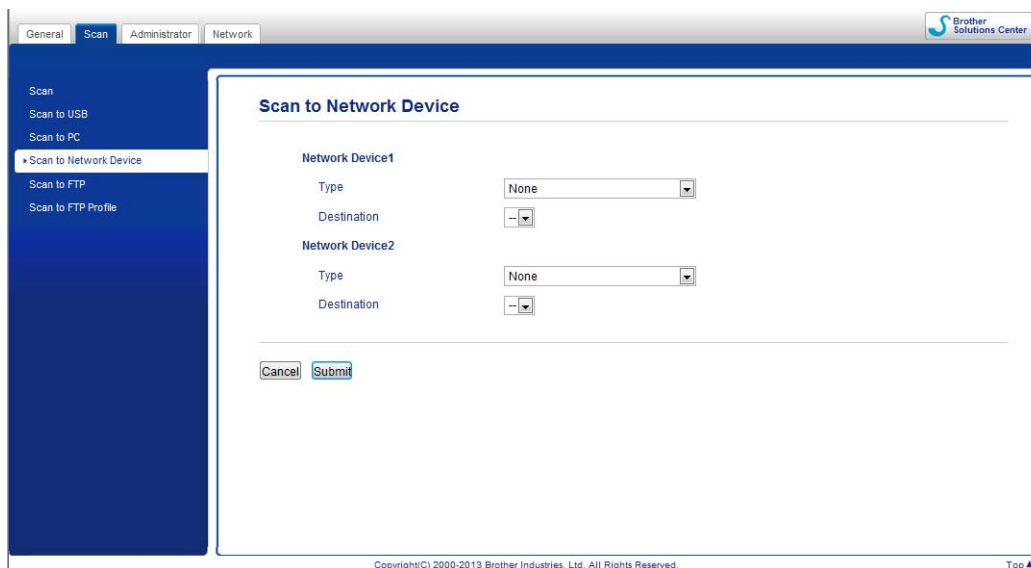 General Scan Administrator Network
Brother
Solutions Center
Scan
Scan to USB
Scan to PC
Scan to Network Device
Scan to FTP
Scan to FTP Profile
Scan to Network Device
Network Device1
Type None
Destination --
Network Device2
Type None
Destination --
Cancel Submit
Copyright(C) 2000-2013 Brother Industries, Ltd. All Rights Reserved. Top